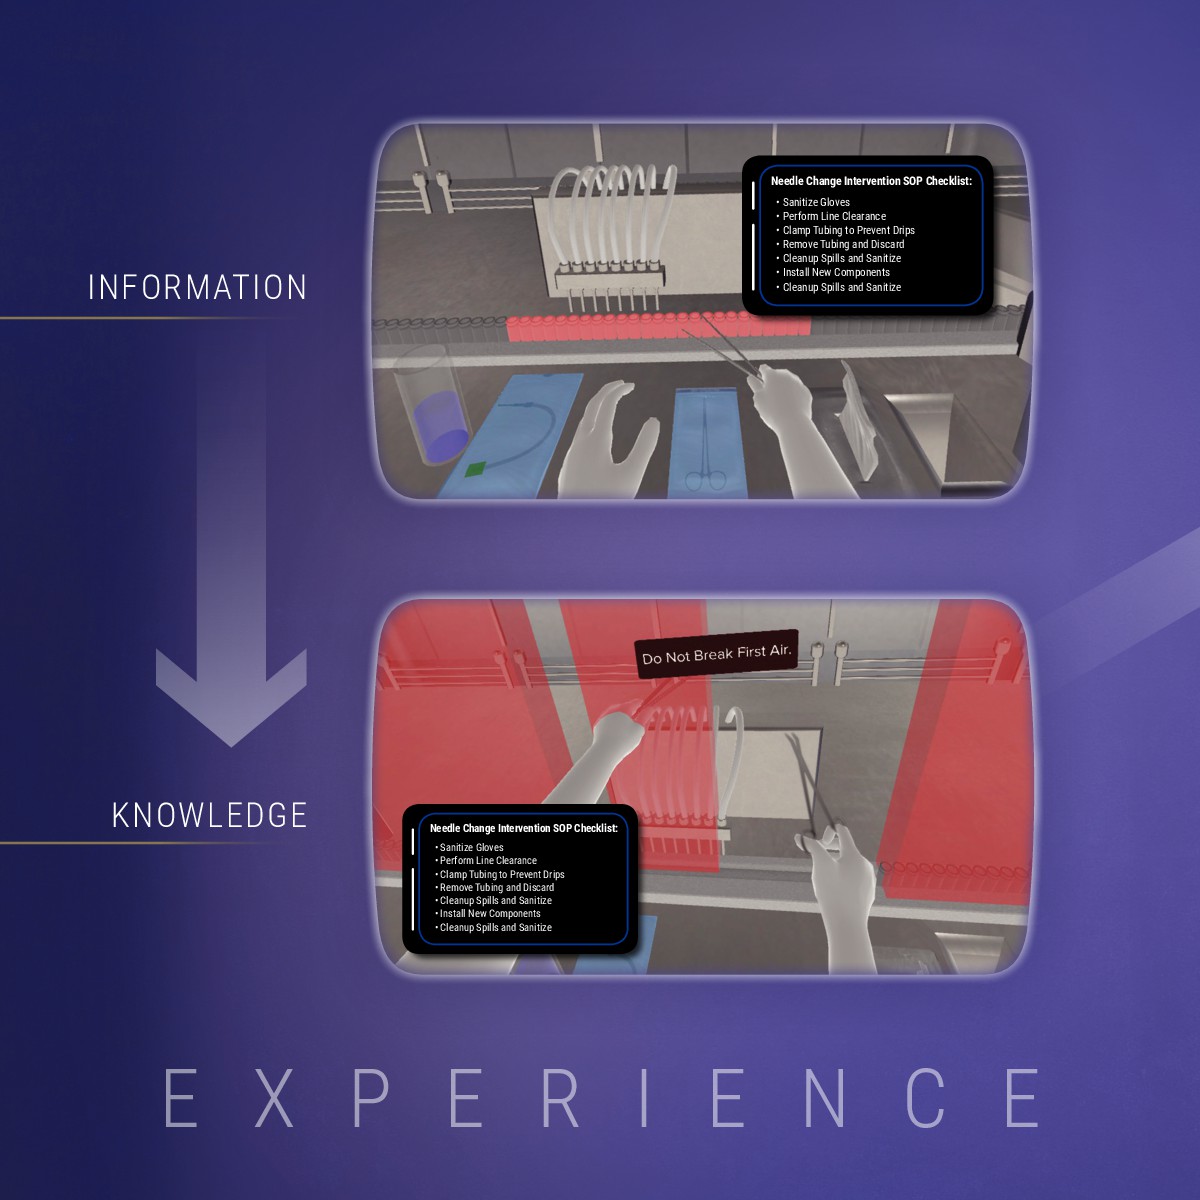 INFORMATION
Needle Change Intervention SOP Checklist:
• Sanitize Gloves
• Perform Line Clearance
• Clamp Tubing to Prevent Drips
• Remove Tubing and Discard
• Cleanup Spills and Sanitize
• Install New Components
• Cleanup Spills and Sanitize
Do Not Break First Air.
KNOWLEDGE
Needle Change Intervention SOP Checklist:
• Sanitize Gloves
• Perform Line Clearance
• Clamp Tubing to Prevent Drips
• Remove Tubing and Discard
• Cleanup Spills and Sanitize
• Install New Components
• Cleanup Spills and Sanitize
EXPERIENCE